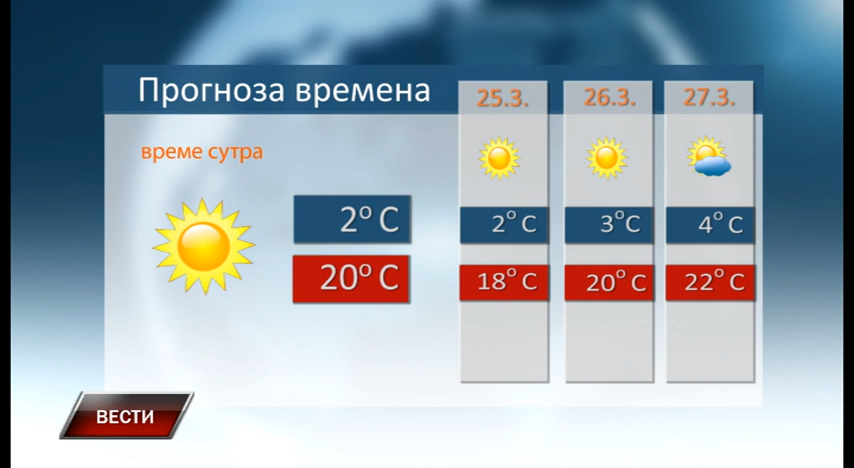 Прогноза времена
време сутра
2° C
20° C
25.3.
2° C
18° C
26.3.
3°C
20° C
27.3.
4° C
22° C
ВЕСТИ